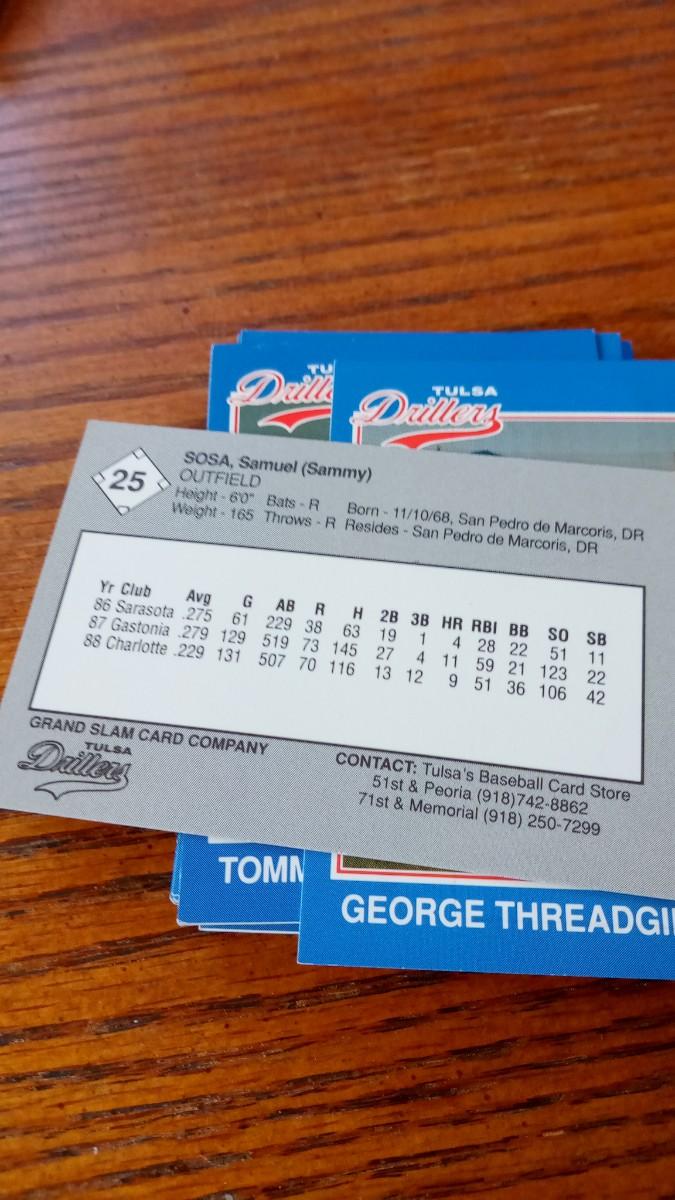 TU
Drille
TULSA
Drillers
25
SOSA, Samuel (Sammy)
OUTFIELD
Height - 6'0" Bats - R Born - 11/10/68, San Pedro de Marcoris, DR
Weight - 165 Throws - R Resides - San Pedro de Marcoris, DR
Yr Club Avg G AB R H 2B 3B HR RBI BB SO SB
86 Sarasota .275 61 229 38 63 19 1 4 28 22 51 11
87 Gastonia .279 129 519 73 145 27 4 11 59 21 123 22
88 Charlotte .229 131 507 70 116 13 12 9 51 36 106 42
GRAND SLAM CARD COMPANY
TULSA
Drillers
CONTACT: Tulsa's Baseball Card Store
51st & Peoria (918)742-8862
71st & Memorial (918) 250-7299
TOMM
GEORGE THREADGI